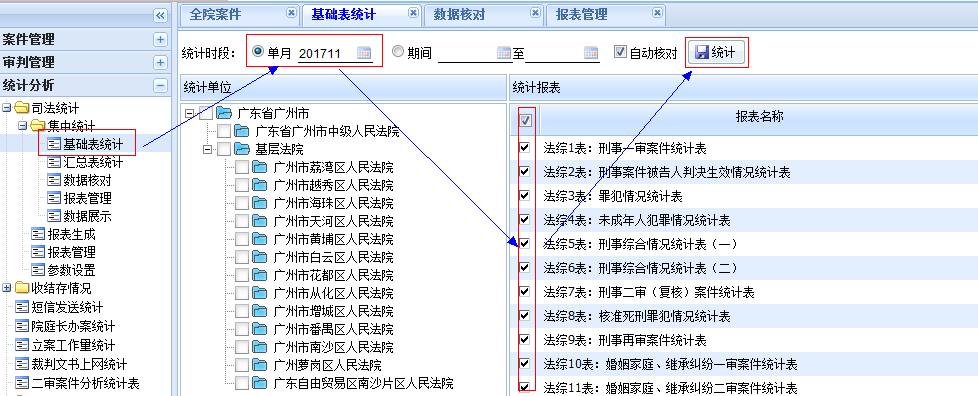 全院案件
基础表统计
数据核对
报表管理
案件管理
审判管理
统计分析
司法统计
集中统计
基础表统计
汇总表统计
数据核对
报表管理
数据展示
报表生成
报表管理
参数设置
收结存情况
短信发送统计
院庭长办案统计
立案工作量统计
裁判文书上网统计
二审案件分析统计表
统计时段： 单月 201711 期间 至 自动核对 统计
统计单位
广东省广州市
广东省广州市中级人民法院
基层法院
广州市荔湾区人民法院
广州市越秀区人民法院
广州市海珠区人民法院
广州市天河区人民法院
广州市黄埔区人民法院
广州市白云区人民法院
广州市花都区人民法院
广州市从化区人民法院
广州市增城区人民法院
广州市番禺区人民法院
广州市南沙区人民法院
广州萝岗区人民法院
广东自由贸易区南沙片区人民法院
统计报表
报表名称
法综1表：刑事一审案件统计表
法综2表：刑事案件被告人判决生效情况统计表
法综3表：罪犯情况统计表
法综4表：未成年人犯罪情况统计表
法综5表：刑事综合情况统计表（一）
法综6表：刑事综合情况统计表（二）
法综7表：刑事二审（复核）案件统计表
法综8表：核准死刑罪犯情况统计表
法综9表：刑事再审案件统计表
法综10表：婚姻家庭、继承纠纷一审案件统计表
法综11表：婚姻家庭、继承纠纷二审案件统计表